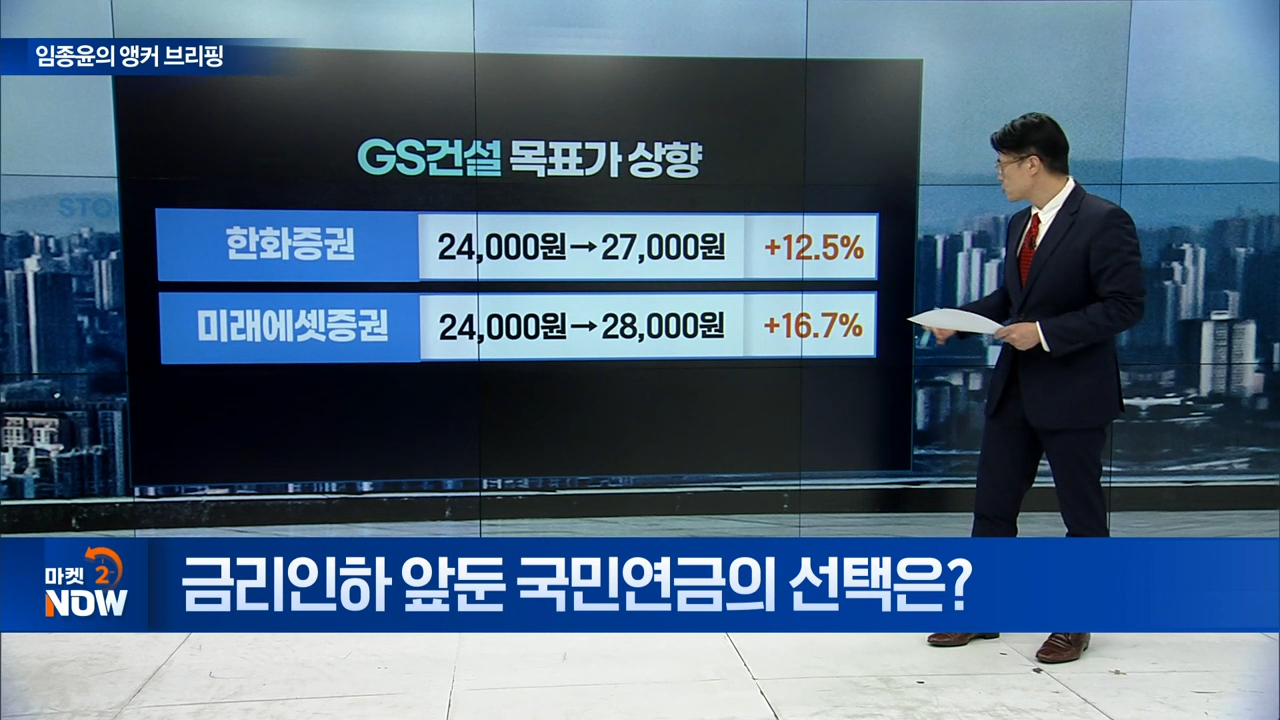 임종윤의 앵커 브리핑
GS건설 목표가 상향
STO
한화증권 24,000원→27,000원 +12.5%
미래에셋증권 24,000원→28,000원 +16.7%
마켓 2
NOW
금리인하 앞둔 국민연금의 선택은?